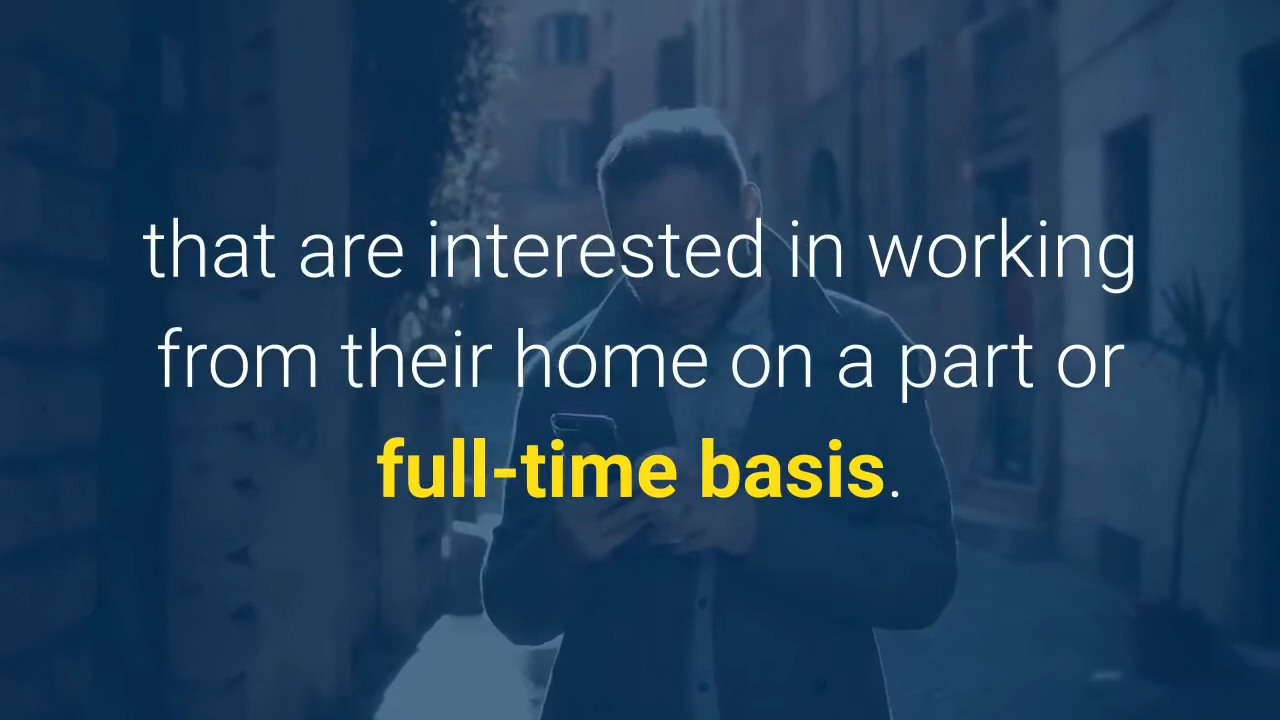 that are interested in working
from their home on a part or
full-time basis.